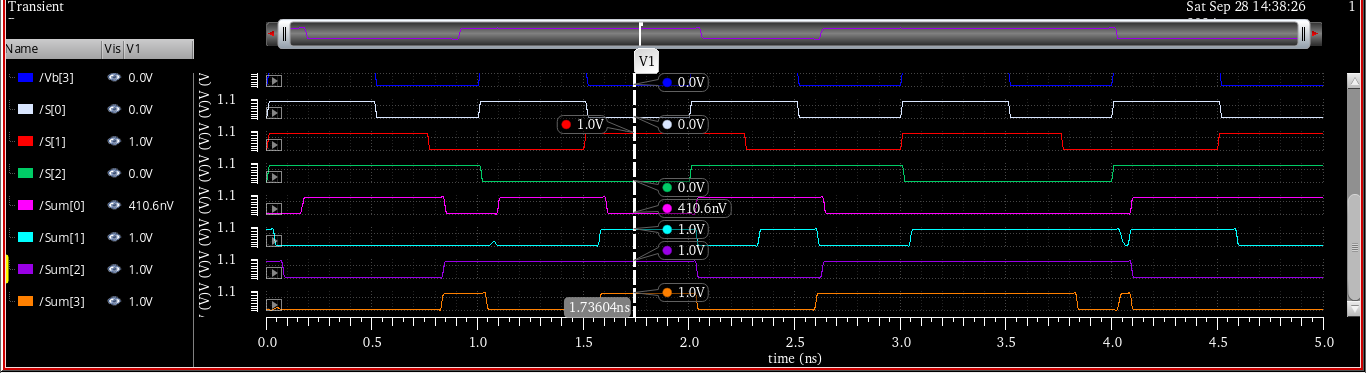 Transient
Sat Sep 28 14:38:26
1
Name Vis V1
V1
/Vb[3] 0.0V
0.0V
/S[0] 0.0V
1.1
1.0V
0.0V
/S[1] 1.0V
1.1
/S[2] 0.0V
1.1
0.0V
/Sum[0] 410.6nV
1.1
410.6nV
/Sum[1] 1.0V
1.1
1.0V
1.0V
/Sum[2] 1.0V
1.1
/Sum[3] 1.0V
1.1
1.0V
1.73604ns
0.0 0.5 1.0 1.5 2.0 2.5 3.0 3.5 4.0 4.5 5.0
time (ns)